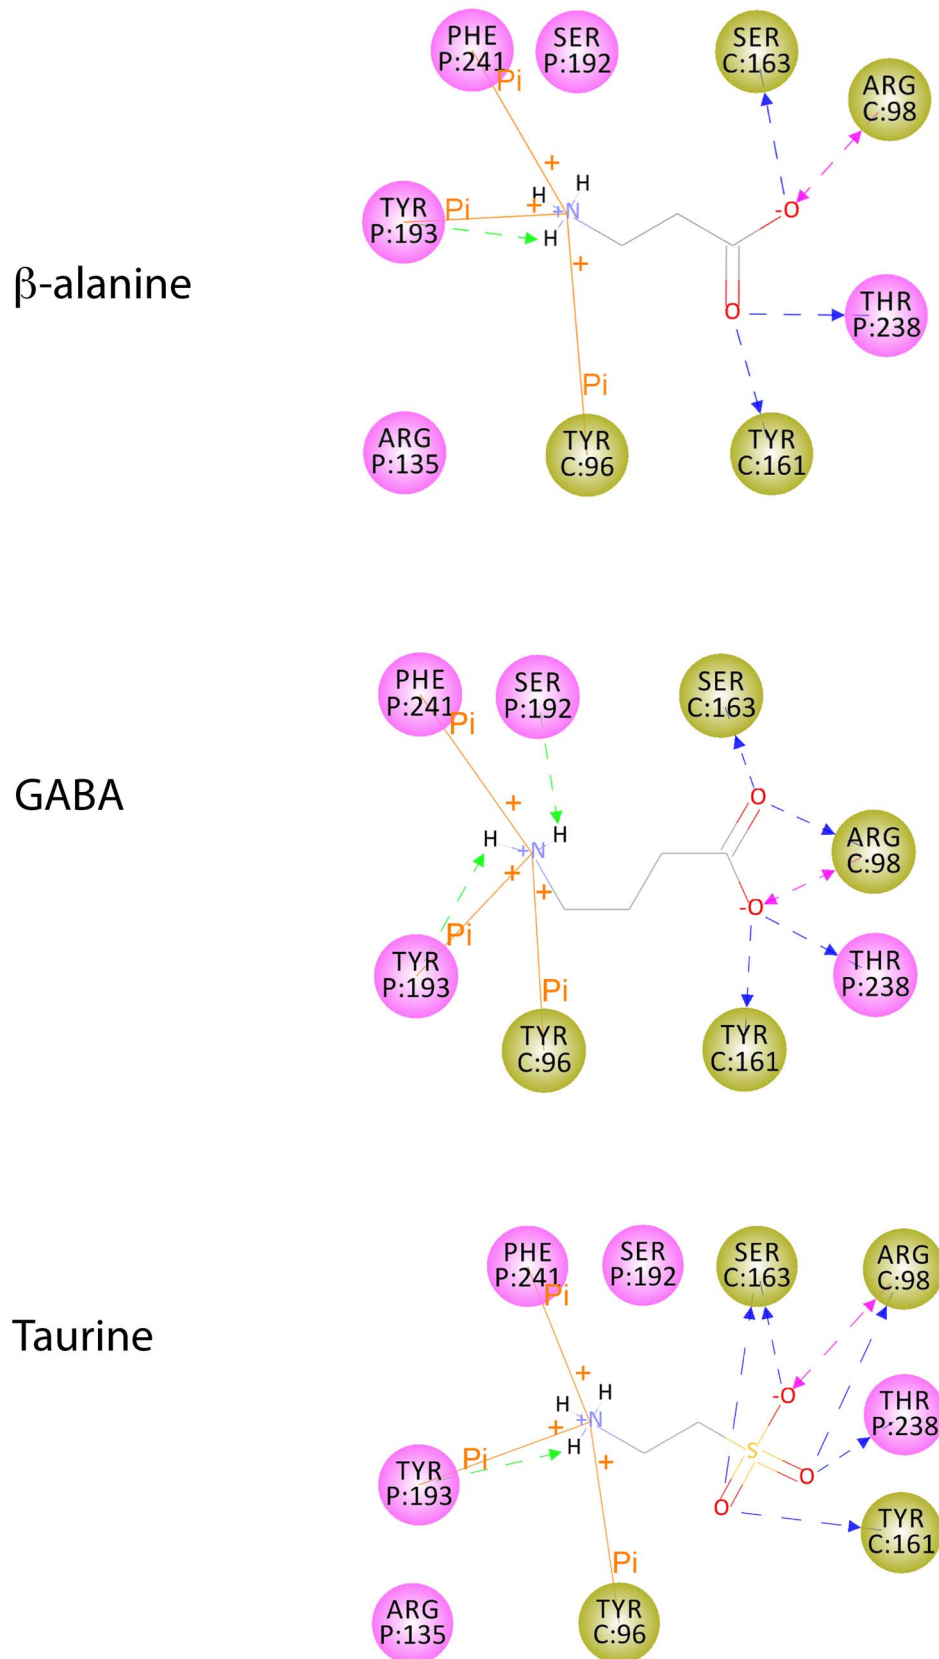 PHE
P:241
SER
P:192
SER
C:163
ARG
C:98
Pi
+
H
H
TYR
P:193
Pi
+
+N
H
-O
+
β-alanine
O
THR
P:238
Pi
ARG
P:135
TYR
C:96
TYR
C:161
PHE
P:241
SER
P:192
SER
C:163
Pi
GABA
+
O
H
H
+N
ARG
C:98
+
+
-O
Pi
TYR
P:193
THR
P:238
Pi
TYR
C:96
TYR
C:161
PHE
P:241
SER
P:192
SER
C:163
ARG
C:98
Pi
Taurine
+
H
H
-O
+
+N
H
THR
P:238
S
Pi
+
O
TYR
P:193
O
TYR
C:161
Pi
ARG
P:135
TYR
C:96